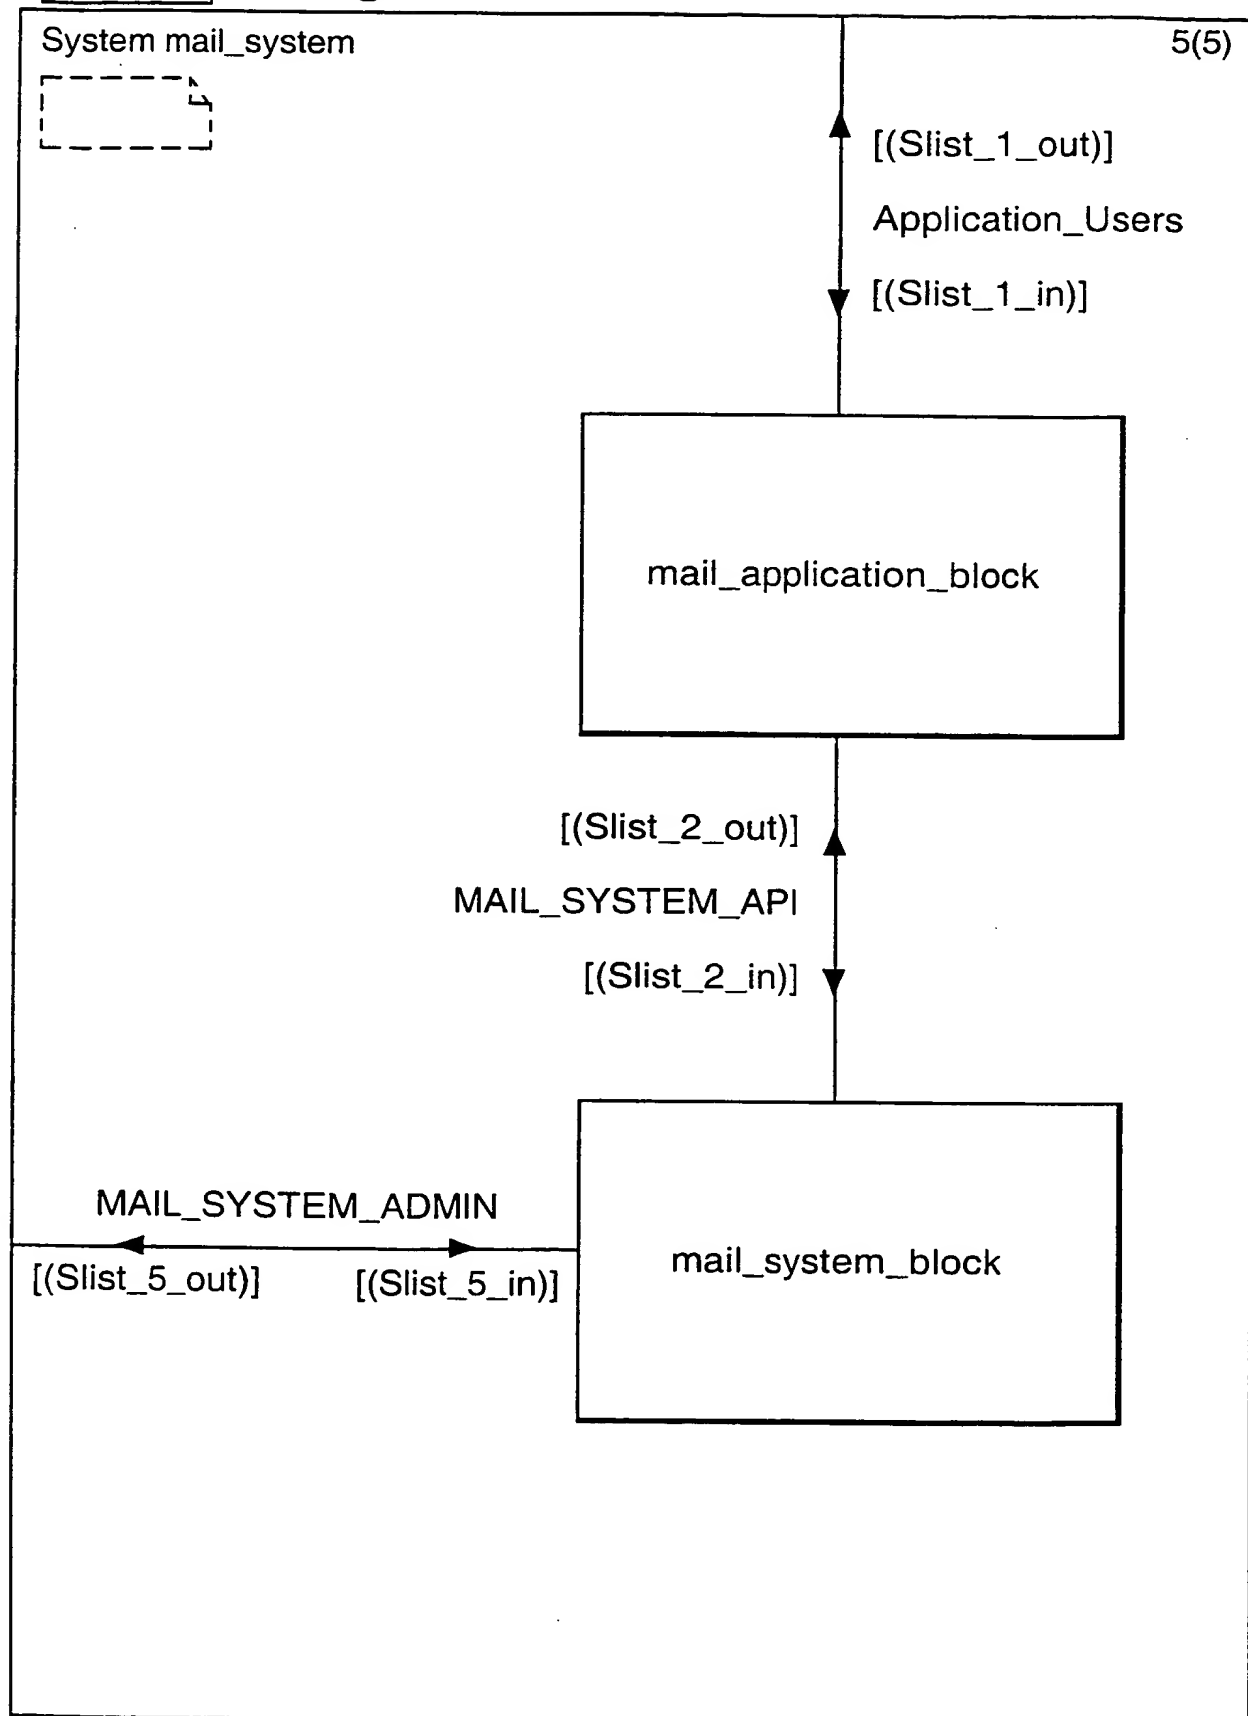 System mail_system
5(5)
[(Slist_1_out)]
Application_Users
[(Slist_1_in)]
mail_application_block
[(Slist_2_out)]
MAIL_SYSTEM_API
[(Slist_2_in)]
MAIL_SYSTEM_ADMIN
[(Slist_5_out)]
[(Slist_5_in)]
mail_system_block